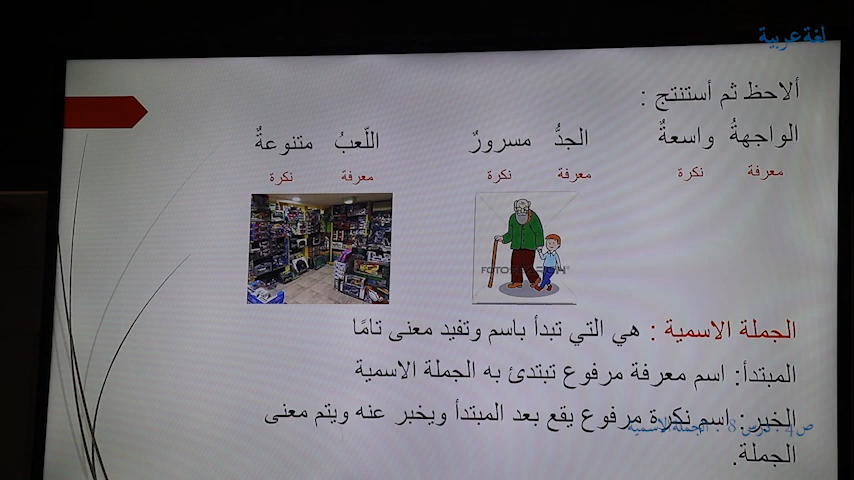 لغة عربية
ألاحظ ثم أستنتج :
الواجهةُ واسعةٌ الجدُّ مسرورٌ اللّعبُ متنوعةٌ
معرفة نكرة معرفة نكرة معرفة نكرة
الجملة الاسمية : هي التي تبدأ باسم وتفيد معنى تامًا
المبتدأ: اسم معرفة مرفوع تبتدئ به الجملة الاسمية
الخبر: اسم نكرة مرفوع يقع بعد المبتدأ ويخبر عنه ويتم معنى
الجملة.
الجملة الاسمية